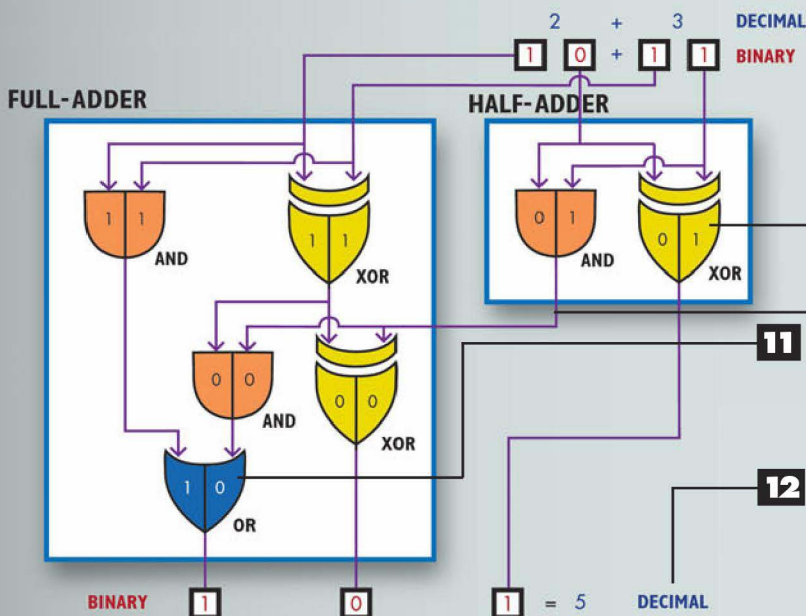 2 + 3 DECIMAL
1 0 + 1 1 BINARY
FULL-ADDER HALF-ADDER
1 1 AND
1 1 XOR
0 1 AND
0 1 XOR
11
0 0 AND
0 0 XOR
12
1 0 OR
BINARY 1 0 1 = 5 DECIMAL